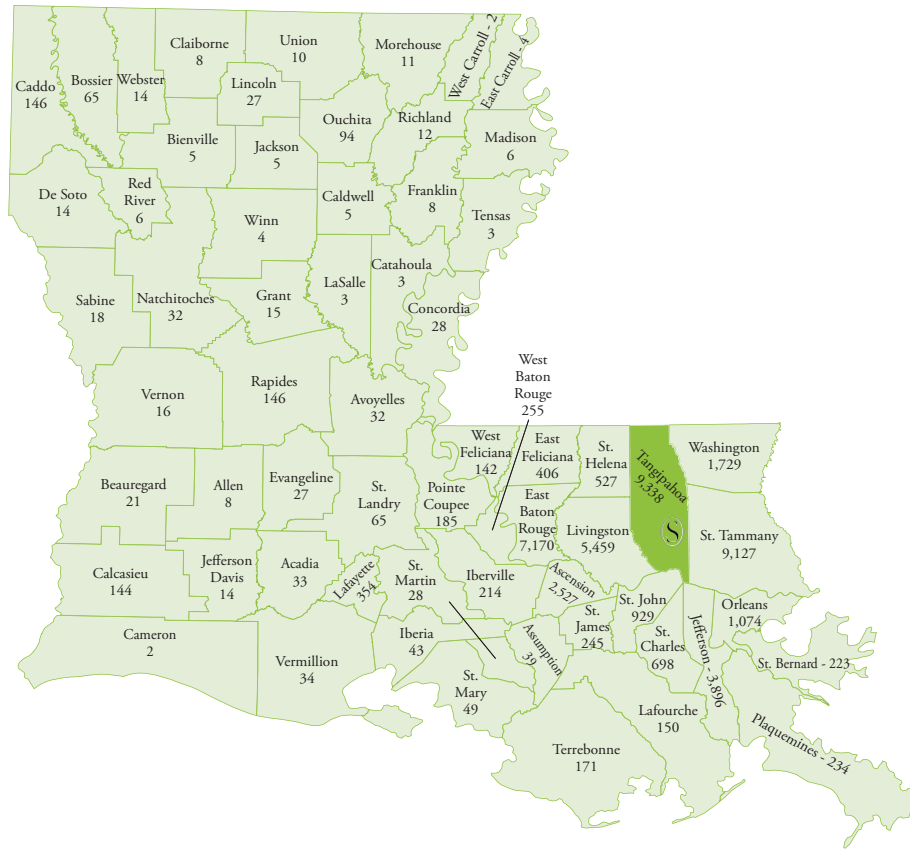 Caddo
146
Bossier
65
Webster
14
Claiborne
8
Union
10
Morehouse
11
West Carroll - 2
East Carroll - 4
Lincoln
27
Ouchita
94
Richland
12
Madison
6
Bienville
5
Jackson
5
De Soto
14
Red
River
6
Winn
4
Caldwell
5
Franklin
8
Tensas
3
Sabine
18
Natchitoches
32
Grant
15
LaSalle
3
Catahoula
3
Concordia
28
Vernon
16
Rapides
146
Avoyelles
32
West
Baton
Rouge
255
Beauregard
21
Allen
8
Evangeline
27
St.
Landry
65
Pointe
Coupee
185
West
Feliciana
142
East
Feliciana
406
St.
Helena
527
Tangipahoa
9,338
S
Washington
1,729
East
Baton
Rouge
7,170
Livingston
5,459
St. Tammany
9,127
Calcasieu
144
Jefferson
Davis
14
Acadia
33
Lafayette
354
St.
Martin
28
Iberville
214
Ascension
2,527
St.
James
245
St. John
929
St.
Charles
698
Jefferson - 3,896
Orleans
1,074
St. Bernard - 223
Plaquemines - 234
Cameron
2
Vermillion
34
Iberia
43
St.
Mary
49
Assumption
39
Terrebonne
171
Lafourche
150